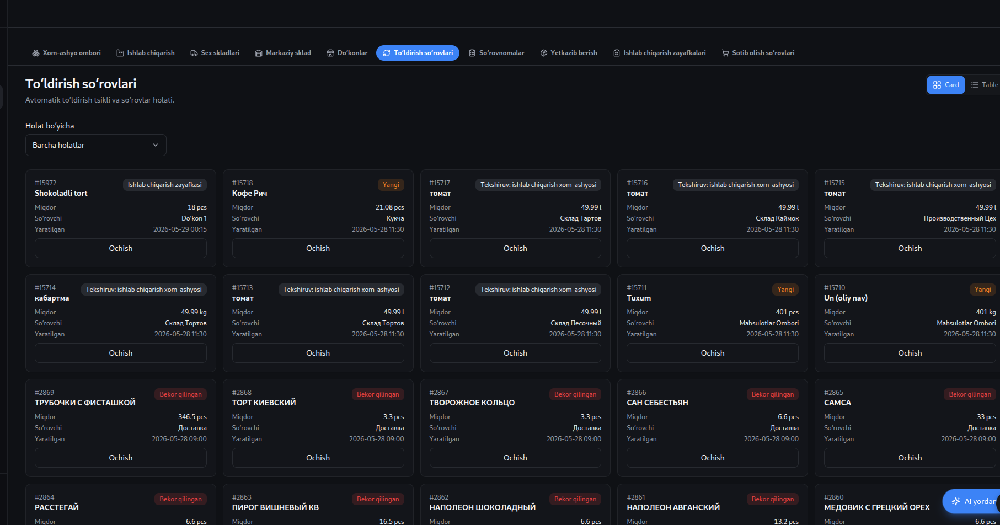 Xom-ashyo ombori Ishlab chiqarish Sex skladlari Markaziy sklad Do‘konlar To‘ldirish so‘rovlari So‘rovnomalar Yetkazib berish Ishlab chiqarish zayafkalari Sotib olish so‘rovlari
To‘ldirish so‘rovlari
Card Table
Avtomatik to‘ldirish tsikli va so‘rovlar holati.
Holat bo‘yicha
Barcha holatlar
#15972 Ishlab chiqarish zayafkasi
Shokoladli tort
Miqdor 18 pcs
So‘rovchi Do'kon 1
Yaratilgan 2026-05-29 00:15
Ochish
#15718 Yangi
Кофе Рич
Miqdor 21.08 pcs
So‘rovchi Кукча
Yaratilgan 2026-05-28 11:30
Ochish
#15717 Tekshiruv: ishlab chiqarish xom-ashyosi
томат
Miqdor 49.99 l
So‘rovchi Склад Тартов
Yaratilgan 2026-05-28 11:30
Ochish
#15716 Tekshiruv: ishlab chiqarish xom-ashyosi
томат
Miqdor 49.99 l
So‘rovchi Склад Каймок
Yaratilgan 2026-05-28 11:30
Ochish
#15715 Tekshiruv: ishlab chiqarish xom-ashyosi
томат
Miqdor 49.99 l
So‘rovchi Производственный Цех
Yaratilgan 2026-05-28 11:30
Ochish
#15714 Tekshiruv: ishlab chiqarish xom-ashyosi
кабартма
Miqdor 49.99 kg
So‘rovchi Склад Тортов
Yaratilgan 2026-05-28 11:30
Ochish
#15713 Tekshiruv: ishlab chiqarish xom-ashyosi
томат
Miqdor 49.99 l
So‘rovchi Склад Тортов
Yaratilgan 2026-05-28 11:30
Ochish
#15712 Tekshiruv: ishlab chiqarish xom-ashyosi
томат
Miqdor 49.99 l
So‘rovchi Склад Песочный
Yaratilgan 2026-05-28 11:30
Ochish
#15711 Yangi
Tuxum
Miqdor 401 pcs
So‘rovchi Mahsulotlar Ombori
Yaratilgan 2026-05-28 11:30
Ochish
#15710 Yangi
Un (oliy nav)
Miqdor 401 kg
So‘rovchi Mahsulotlar Ombori
Yaratilgan 2026-05-28 11:30
Ochish
#2869 Bekor qilingan
ТРУБОЧКИ С ФИСТАШКОЙ
Miqdor 346.5 pcs
So‘rovchi Доставка
Yaratilgan 2026-05-28 09:00
Ochish
#2868 Bekor qilingan
ТОРТ КИЕВСКИЙ
Miqdor 3.3 pcs
So‘rovchi Доставка
Yaratilgan 2026-05-28 09:00
Ochish
#2867 Bekor qilingan
ТВОРОЖНОЕ КОЛЬЦО
Miqdor 3.3 pcs
So‘rovchi Доставка
Yaratilgan 2026-05-28 09:00
Ochish
#2866 Bekor qilingan
САН СЕБЕСТЬЯН
Miqdor 6.6 pcs
So‘rovchi Доставка
Yaratilgan 2026-05-28 09:00
Ochish
#2865 Bekor qilingan
САМСА
Miqdor 33 pcs
So‘rovchi Доставка
Yaratilgan 2026-05-28 09:00
Ochish
#2864 Bekor qilingan
РАССТЕГАЙ
Miqdor 6.6 pcs
#2863 Bekor qilingan
ПИРОГ ВИШНЕВЫЙ КВ
Miqdor 16.5 pcs
#2862 Bekor qilingan
НАПОЛЕОН ШОКОЛАДНЫЙ
Miqdor 6.6 pcs
#2861 Bekor qilingan
НАПОЛЕОН АВГАНСКИЙ
Miqdor 13.2 pcs
#2860
МЕДОВИК С ГРЕЦКИЙ ОРЕХ
Miqdor 6.6 pcs
AI yordam